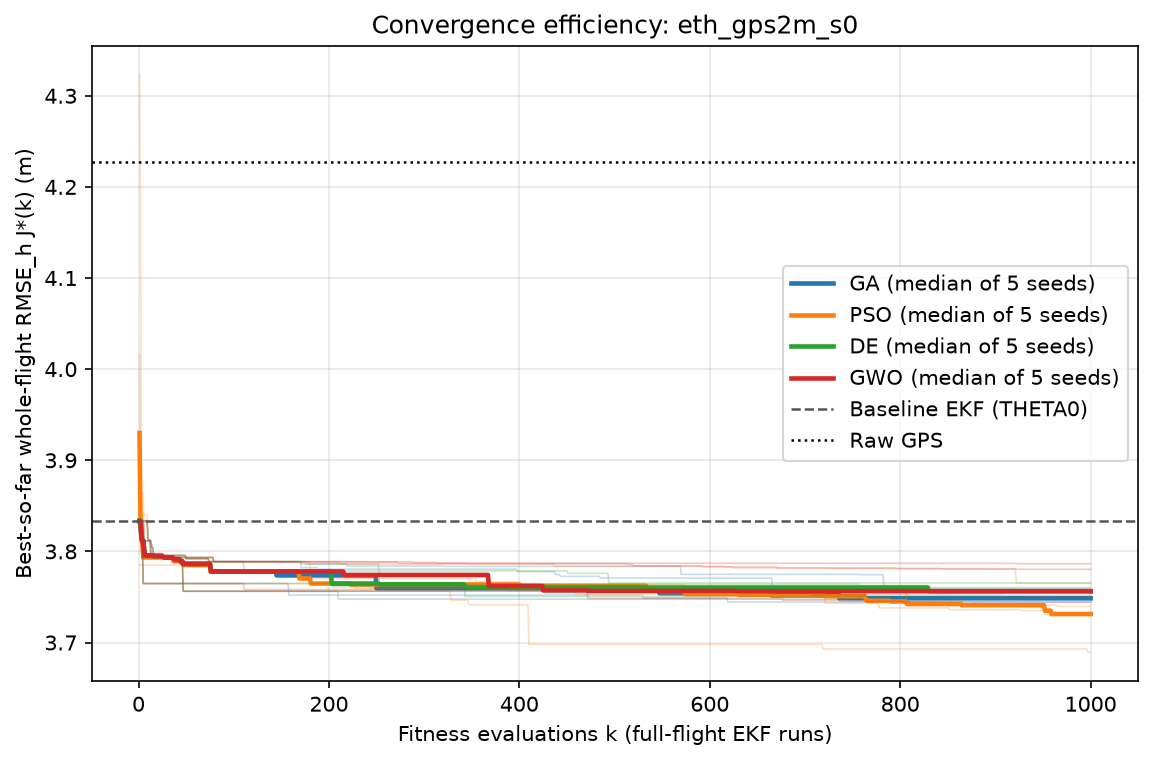 Convergence efficiency: eth_gps2m_s0
Best-so-far whole-flight RMSE_h J*(k) (m)
4.3
4.2
4.1
4.0
3.9
3.8
3.7
GA (median of 5 seeds)
PSO (median of 5 seeds)
DE (median of 5 seeds)
GWO (median of 5 seeds)
Baseline EKF (THETA0)
Raw GPS
0 200 400 600 800 1000
Fitness evaluations k (full-flight EKF runs)